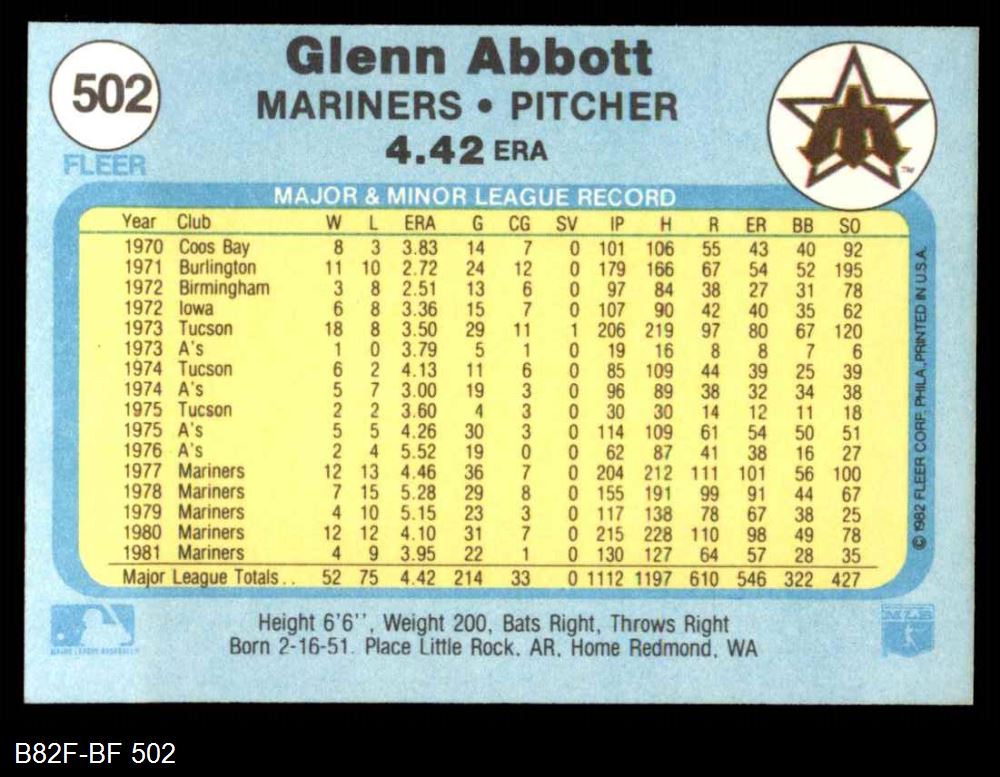 502
FLEER
Glenn Abbott
MARINERS • PITCHER
4.42 ERA
TM
MAJOR & MINOR LEAGUE RECORD
Year Club W L ERA G CG SV IP H R ER BB SO
1970 Coos Bay 8 3 3.83 14 7 0 101 106 55 43 40 92
1971 Burlington 11 10 2.72 24 12 0 179 166 67 54 52 195
1972 Birmingham 3 8 2.51 13 6 0 97 84 38 27 31 78
1972 Iowa 6 8 3.36 15 7 0 107 90 42 40 35 62
1973 Tucson 18 8 3.50 29 11 1 206 219 97 80 67 120
1973 A's 1 0 3.79 5 1 0 19 16 8 8 7 6
1974 Tucson 6 2 4.13 11 6 0 85 109 44 39 25 39
1974 A's 5 7 3.00 19 3 0 96 89 38 32 34 38
1975 Tucson 2 2 3.60 4 3 0 30 30 14 12 11 18
1975 A's 5 5 4.26 30 3 0 114 109 61 54 50 51
1976 A's 2 4 5.52 19 0 0 62 87 41 38 16 27
1977 Mariners 12 13 4.46 36 7 0 204 212 111 101 56 100
1978 Mariners 7 15 5.28 29 8 0 155 191 99 91 44 67
1979 Mariners 4 10 5.15 23 3 0 117 138 78 67 38 25
1980 Mariners 12 12 4.10 31 7 0 215 228 110 98 49 78
1981 Mariners 4 9 3.95 22 1 0 130 127 64 57 28 35
Major League Totals.. 52 75 4.42 214 33 0 1112 1197 610 546 322 427
© 1982 FLEER CORP. PHILA., PRINTED IN U.S.A.
Height 6'6'', Weight 200, Bats Right, Throws Right
Born 2-16-51. Place Little Rock, AR, Home Redmond, WA
MAJOR LEAGUE BASEBALL
B82F-BF 502